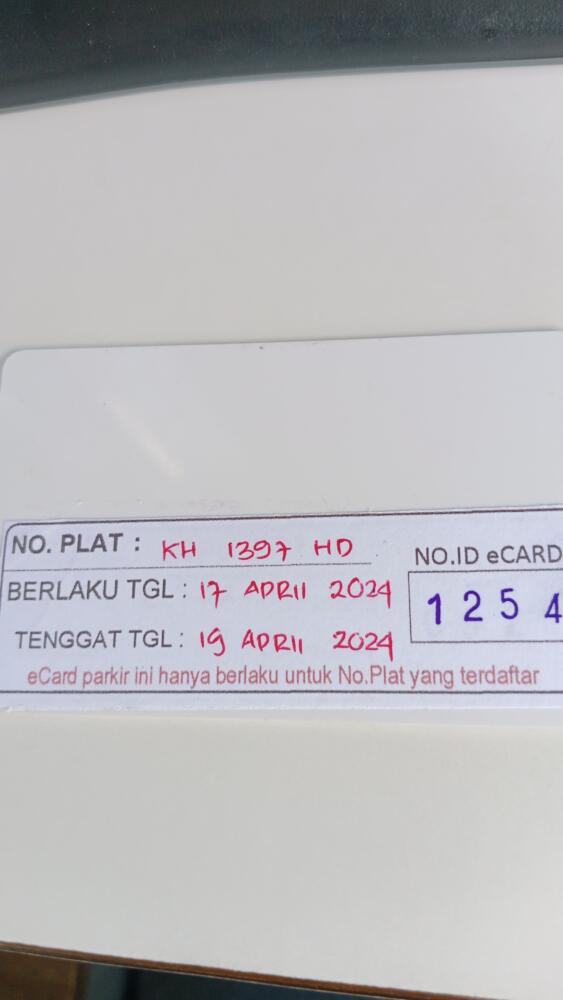 NO. PLAT : KH 1397 HD
NO.ID eCARD
BERLAKU TGL : 17 APRIl 2024
1 2 5 4
TENGGAT TGL : 19 APRIl 2024
eCard parkir ini hanya berlaku untuk No.Plat yang terdaftar